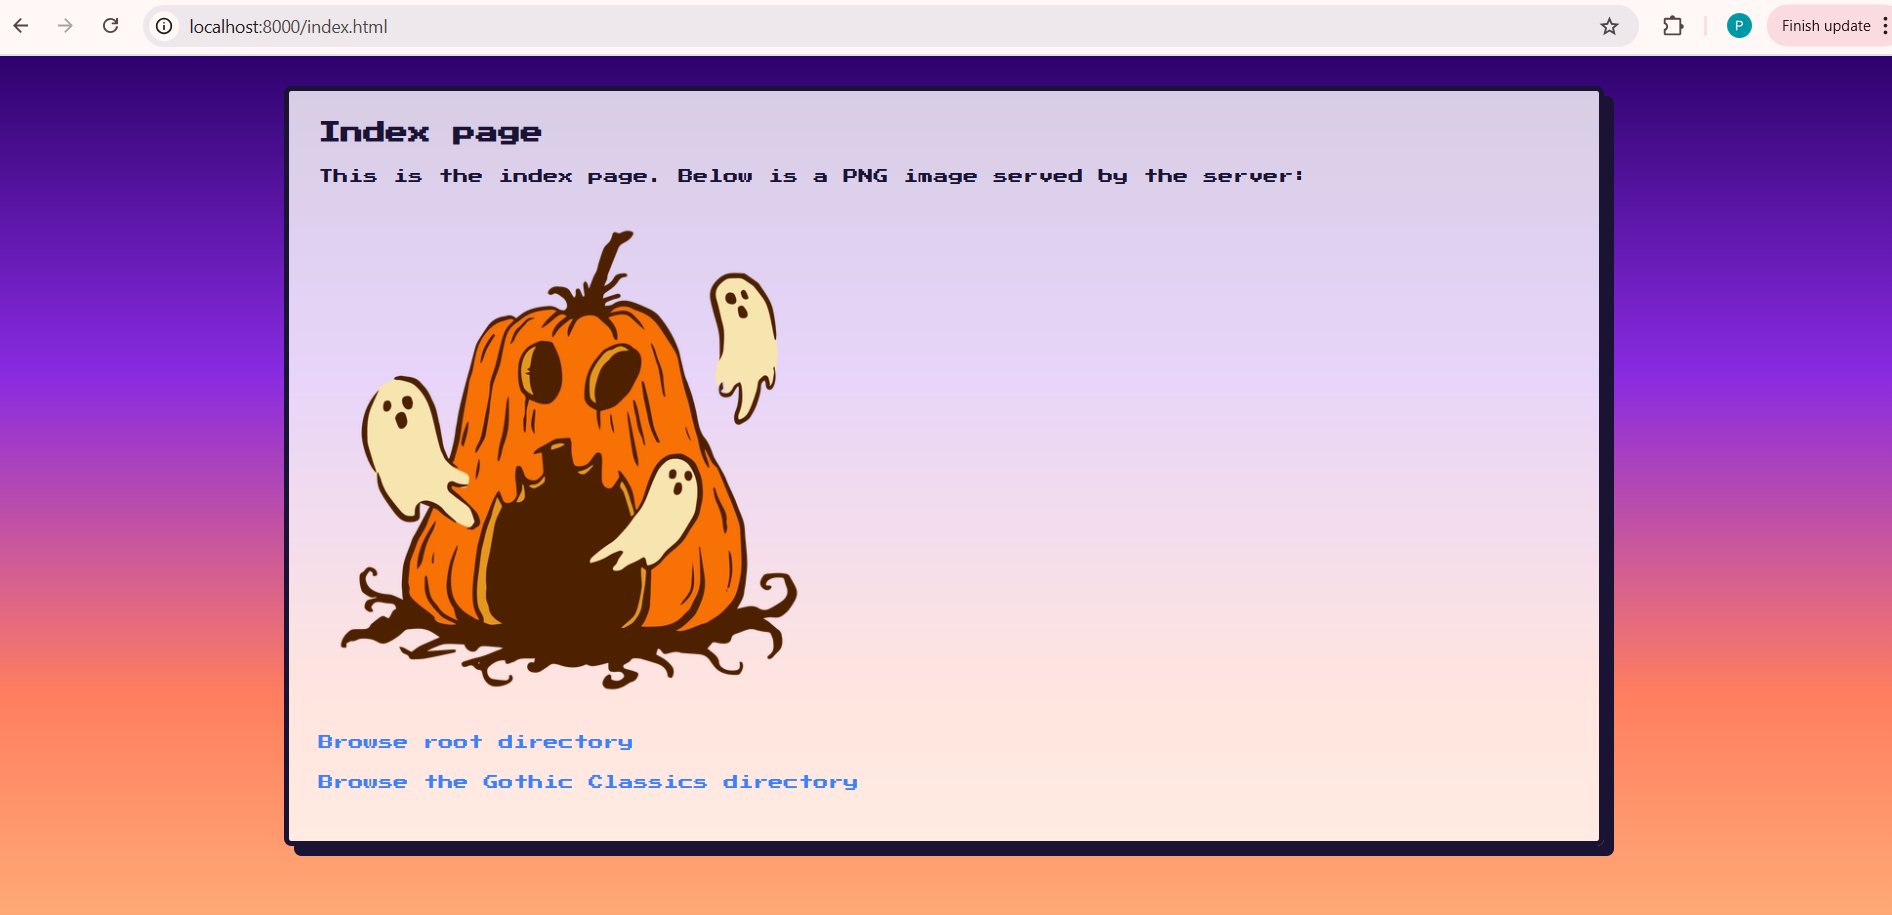 localhost:8000/index.html
P
Finish update
Index page
This is the index page. Below is a PNG image served by the server:
Browse root directory
Browse the Gothic Classics directory